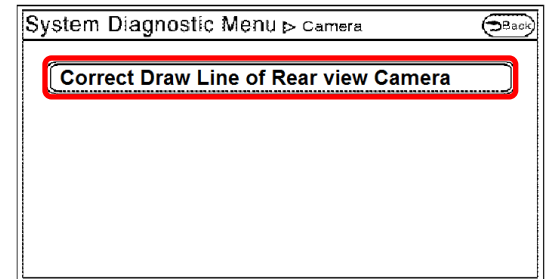 System Diagnostic Menu ▷ Camera
Back
Correct Draw Line of Rear view Camera